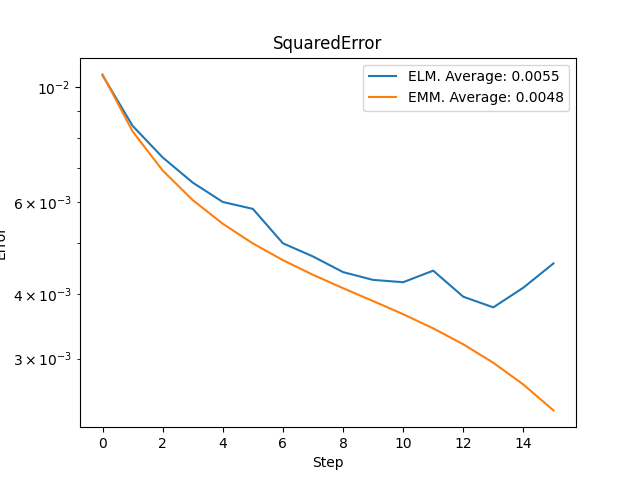 SquaredError
ELM. Average: 0.0055
EMM. Average: 0.0048
10⁻²
6 × 10⁻³
4 × 10⁻³
3 × 10⁻³
Error
0 2 4 6 8 10 12 14
Step